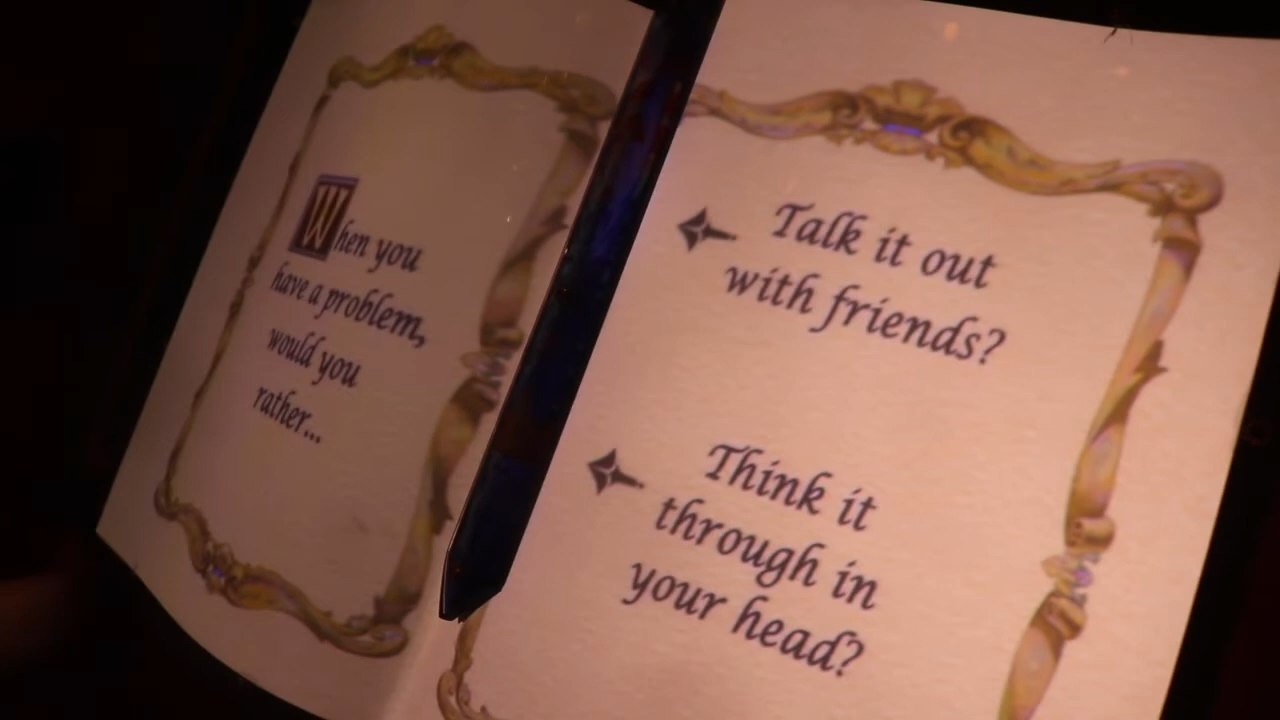 When you
have a problem,
would you
rather...
Talk it out
with friends?
Think it
through in
your head?